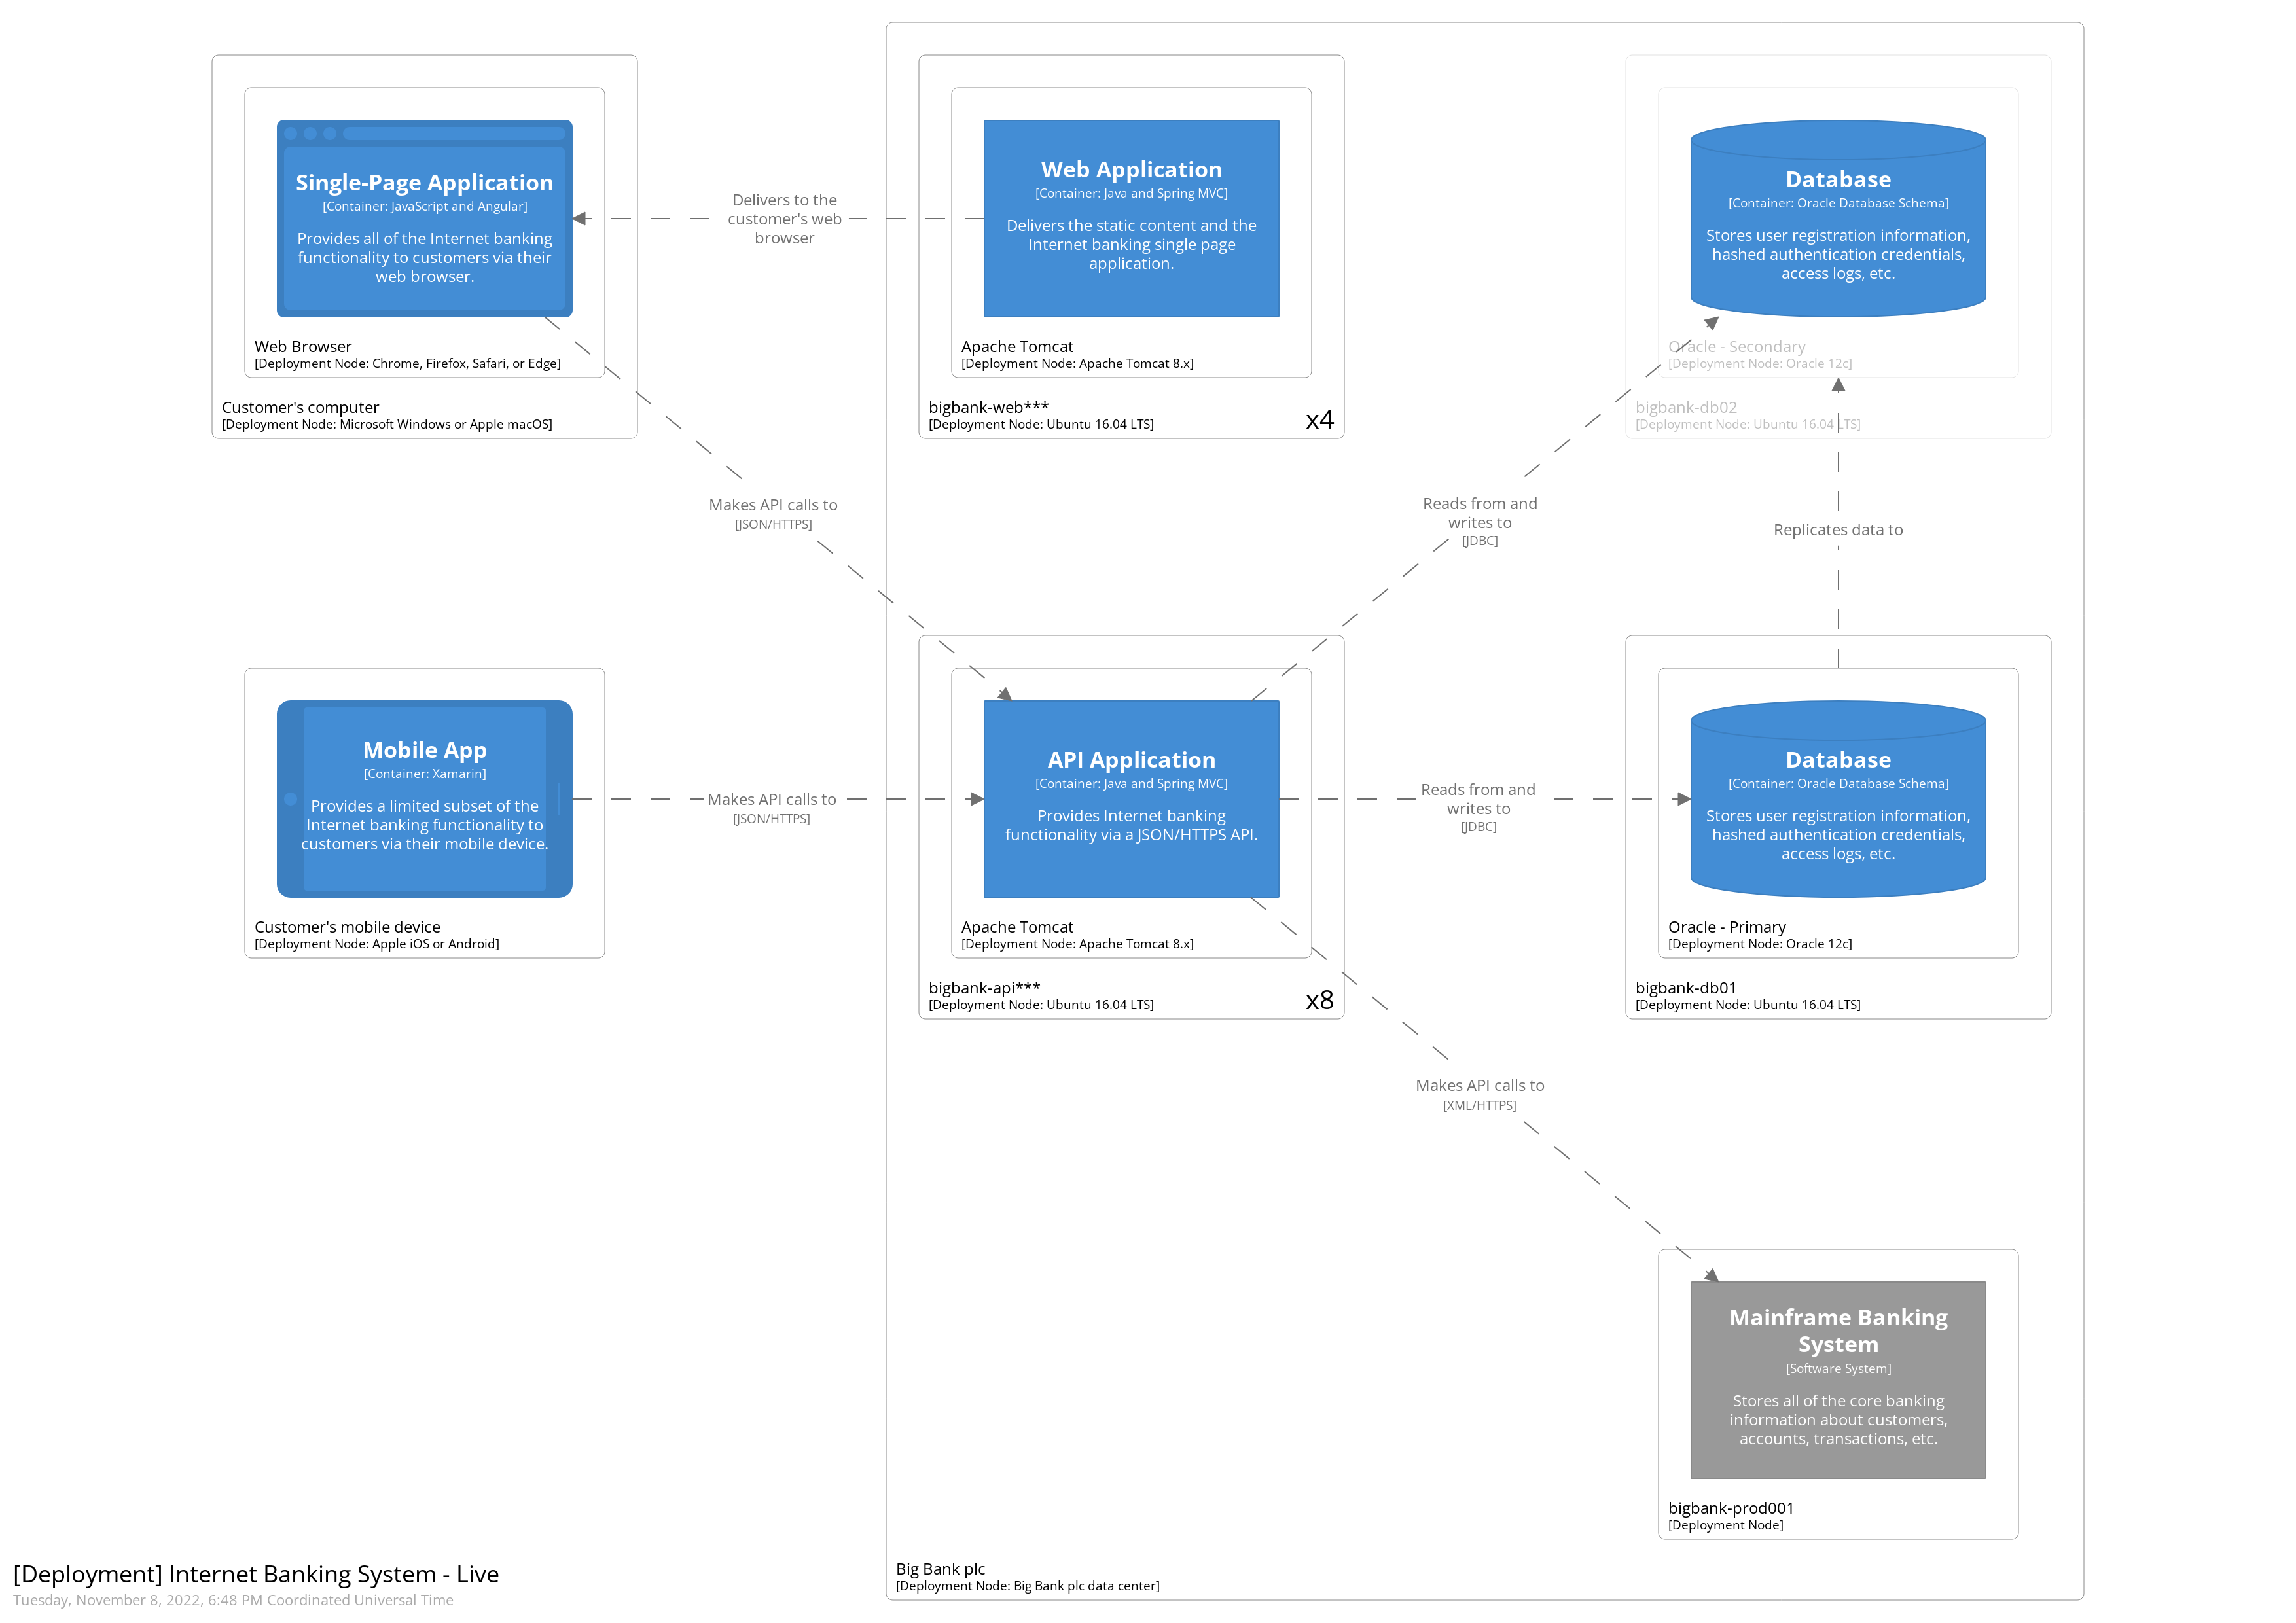 Single-Page Application
[Container: JavaScript and Angular]
Provides all of the Internet banking
functionality to customers via their
web browser.
Web Browser
[Deployment Node: Chrome, Firefox, Safari, or Edge]
Customer's computer
[Deployment Node: Microsoft Windows or Apple macOS]
Delivers to the
customer's web
browser
Web Application
[Container: Java and Spring MVC]
Delivers the static content and the
Internet banking single page
application.
Apache Tomcat
[Deployment Node: Apache Tomcat 8.x]
bigbank-web***
[Deployment Node: Ubuntu 16.04 LTS]
x4
Database
[Container: Oracle Database Schema]
Stores user registration information,
hashed authentication credentials,
access logs, etc.
Oracle - Secondary
[Deployment Node: Oracle 12c]
bigbank-db02
[Deployment Node: Ubuntu 16.04 LTS]
Makes API calls to
[JSON/HTTPS]
Reads from and
writes to
[JDBC]
Replicates data to
Mobile App
[Container: Xamarin]
Provides a limited subset of the
Internet banking functionality to
customers via their mobile device.
Customer's mobile device
[Deployment Node: Apple iOS or Android]
Makes API calls to
[JSON/HTTPS]
API Application
[Container: Java and Spring MVC]
Provides Internet banking
functionality via a JSON/HTTPS API.
Apache Tomcat
[Deployment Node: Apache Tomcat 8.x]
bigbank-api***
[Deployment Node: Ubuntu 16.04 LTS]
x8
Reads from and
writes to
[JDBC]
Database
[Container: Oracle Database Schema]
Stores user registration information,
hashed authentication credentials,
access logs, etc.
Oracle - Primary
[Deployment Node: Oracle 12c]
bigbank-db01
[Deployment Node: Ubuntu 16.04 LTS]
Makes API calls to
[XML/HTTPS]
Mainframe Banking
System
[Software System]
Stores all of the core banking
information about customers,
accounts, transactions, etc.
bigbank-prod001
[Deployment Node]
Big Bank plc
[Deployment Node: Big Bank plc data center]
[Deployment] Internet Banking System - Live
Tuesday, November 8, 2022, 6:48 PM Coordinated Universal Time